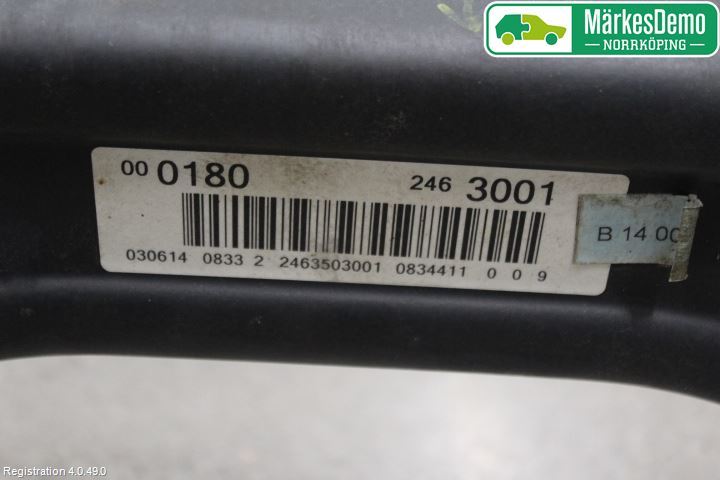 MärkesDemo
NORRKÖPING
00 0180 246 3001
B 14 00
030614 0833 2 2463503001 0834411 0 0 9
Registration 4.0.49.0